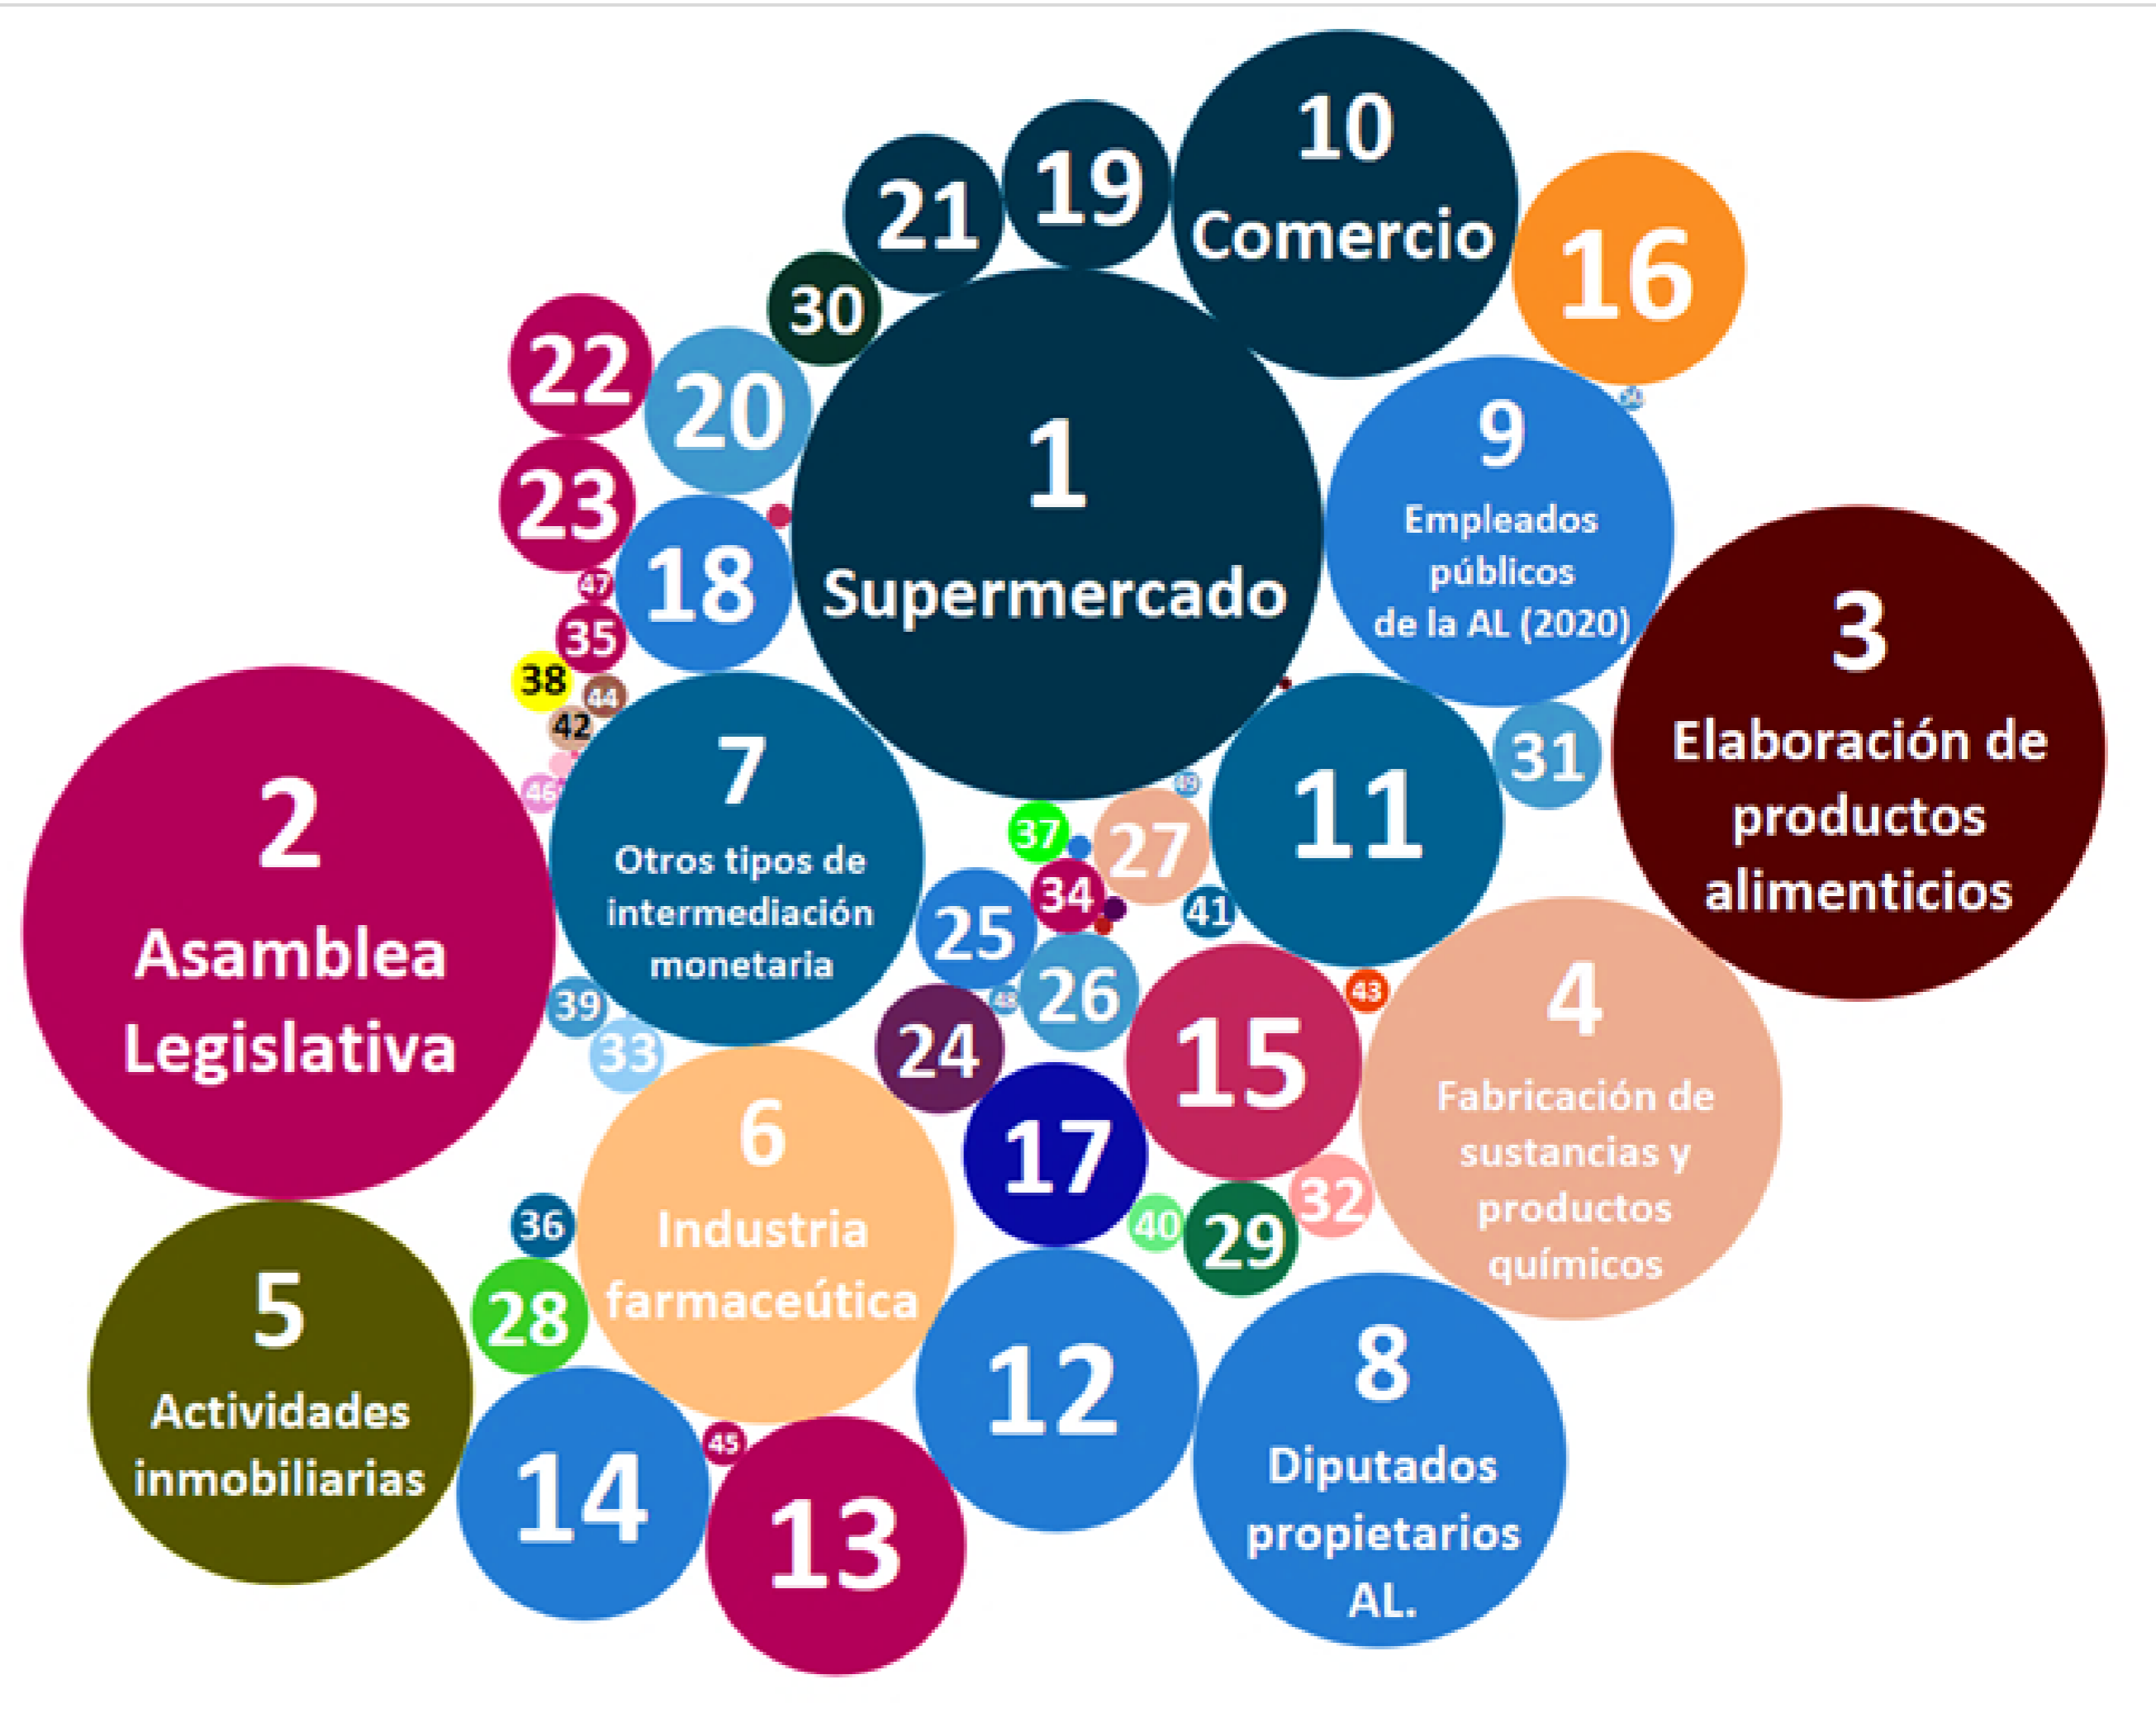 10
Comercio
19
21
16
30
22
20
1
Supermercado
9
Empleados
públicos
de la AL (2020)
23
18
47
35
38
44
42
46
3
Elaboración de
productos
alimenticios
2
Asamblea
Legislativa
7
Otros tipos de
intermediación
monetaria
11
31
37
27
34
41
25
26
24
39
33
15
43
4
Fabricación de
sustancias y
productos
químicos
17
6
Industria
farmaceútica
36
28
40
29
32
5
Actividades
inmobiliarias
14
45
13
12
8
Diputados
propietarios
AL.
48